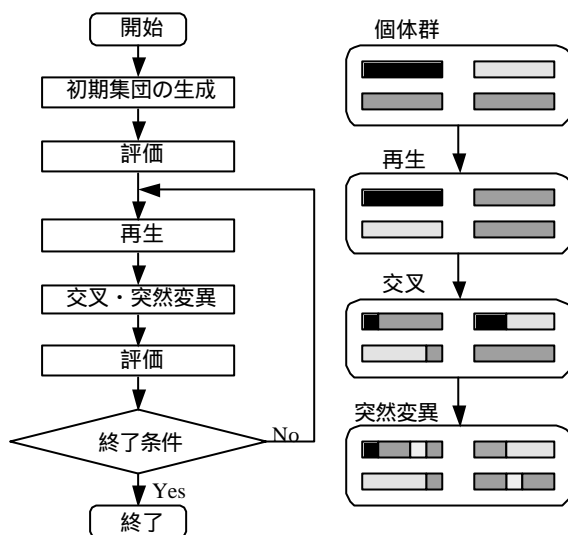 開始
初期集団の生成
評価
再生
交叉・突然変異
評価
終了条件
No
Yes
終了
個体群
再生
交叉
突然変異